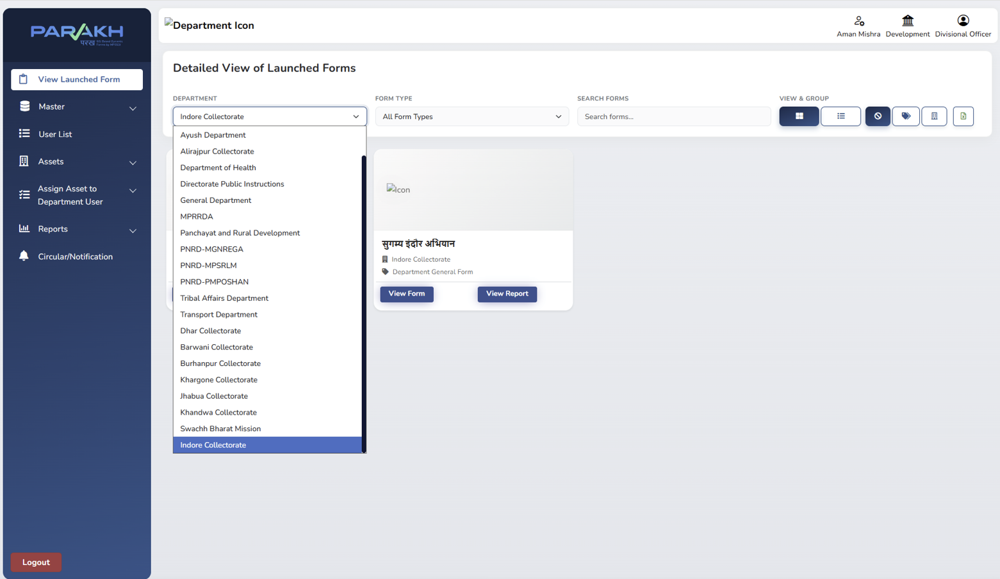 PARAKH
परख
View Launched Form
Master
User List
Assets
Assign Asset to
Department User
Reports
Circular/Notification
Logout
Department Icon
Aman Mishra
Development
Divisional Officer
Detailed View of Launched Forms
DEPARTMENT
FORM TYPE
SEARCH FORMS
VIEW & GROUP
Indore Collectorate
All Form Types
Search forms...
Ayush Department
Alirajpur Collectorate
Department of Health
Directorate Public Instructions
General Department
MPRRDA
Panchayat and Rural Development
PNRD-MGNREGA
PNRD-MPSRLM
PNRD-PMPOSHAN
Tribal Affairs Department
Transport Department
Dhar Collectorate
Barwani Collectorate
Burhanpur Collectorate
Khargone Collectorate
Jhabua Collectorate
Khandwa Collectorate
Swachh Bharat Mission
Indore Collectorate
Icon
सुगम्य इंदौर अभियान
Indore Collectorate
Department General Form
View Form
View Report